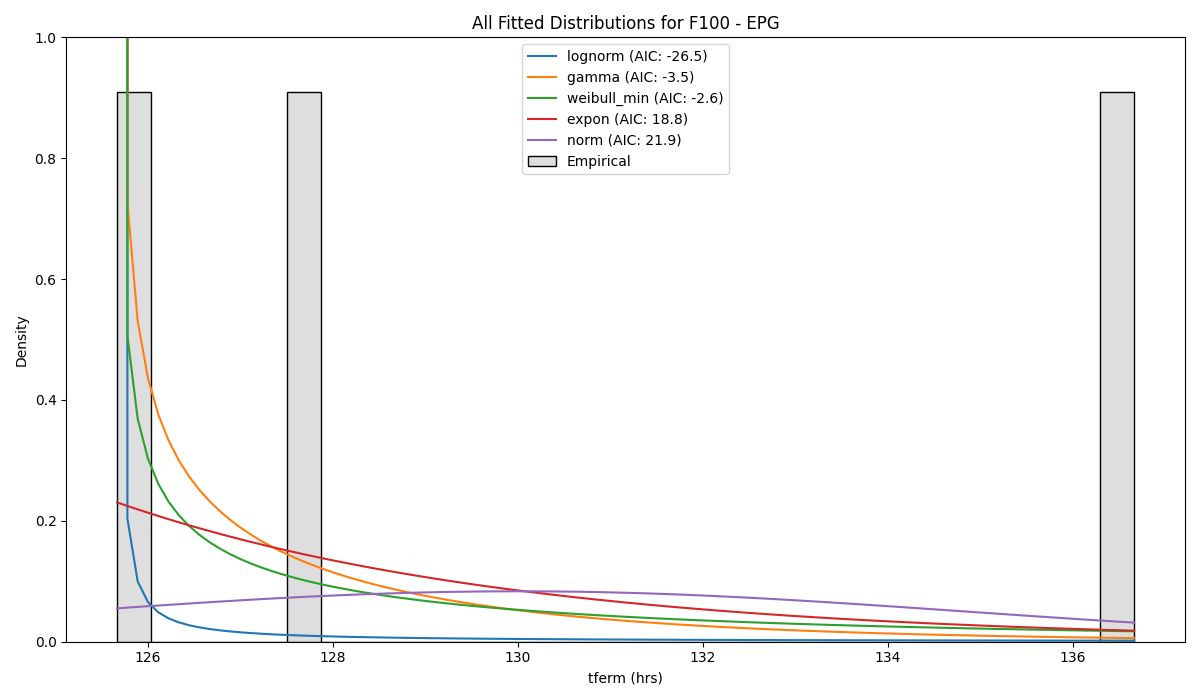 All Fitted Distributions for F100 - EPG
lognorm (AIC: -26.5)
gamma (AIC: -3.5)
weibull_min (AIC: -2.6)
expon (AIC: 18.8)
norm (AIC: 21.9)
Empirical
Density
1.0
0.8
0.6
0.4
0.2
0.0
126 128 130 132 134 136
tferm (hrs)